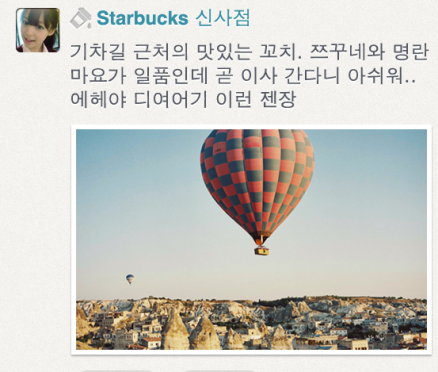 Starbucks 신사점
기차길 근처의 맛있는 꼬치. 쯔꾸네와 명란
마요가 일품인데 곧 이사 간다니 아쉬워..
에헤야 디여어기 이런 젠장